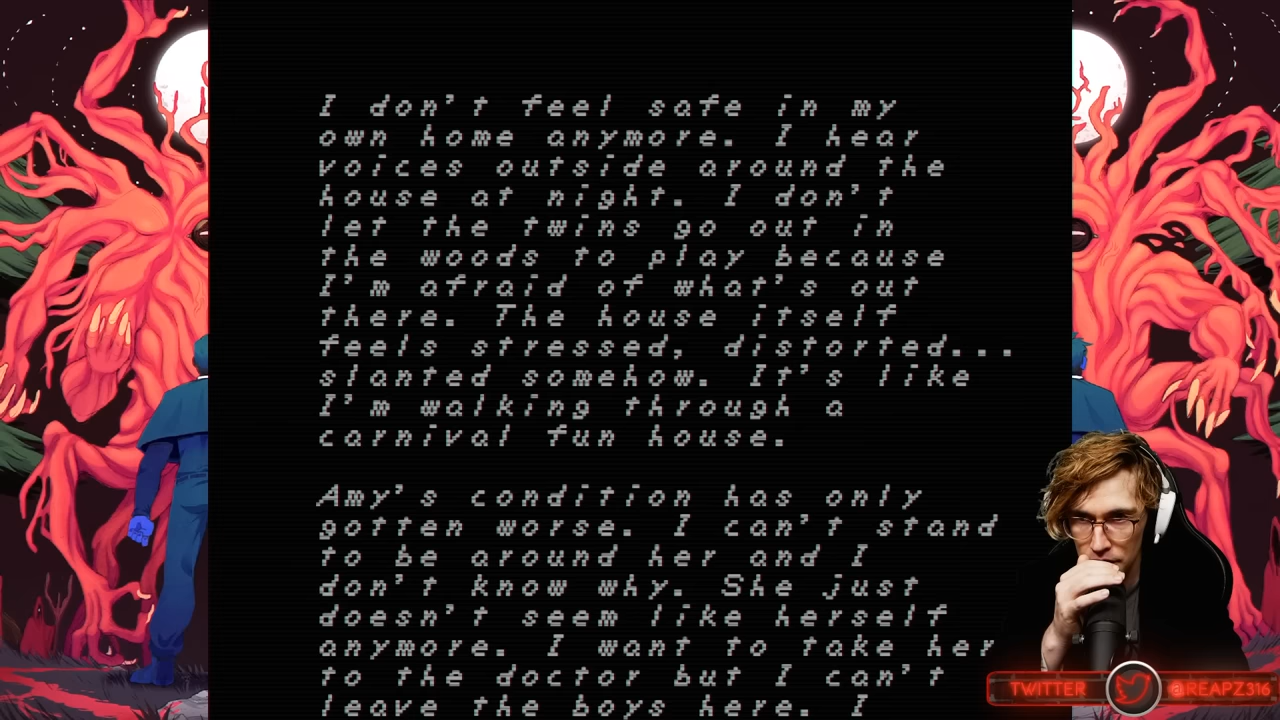 I don't feel safe in my
own home anymore. I hear
voices outside around the
house at night. I don't
let the twins go out in
the woods to play because
I'm afraid of what's out
there. The house itself
feels stressed, distorted...
slanted somehow. It's like
I'm walking through a
carnival fun house.
Amy's condition has only
gotten worse. I can't stand
to be around her and I
don't know why. She just
doesn't seem like herself
anymore. I want to take her
to the doctor but I can't
leave the boys here. I
TWITTER @REAPZ316